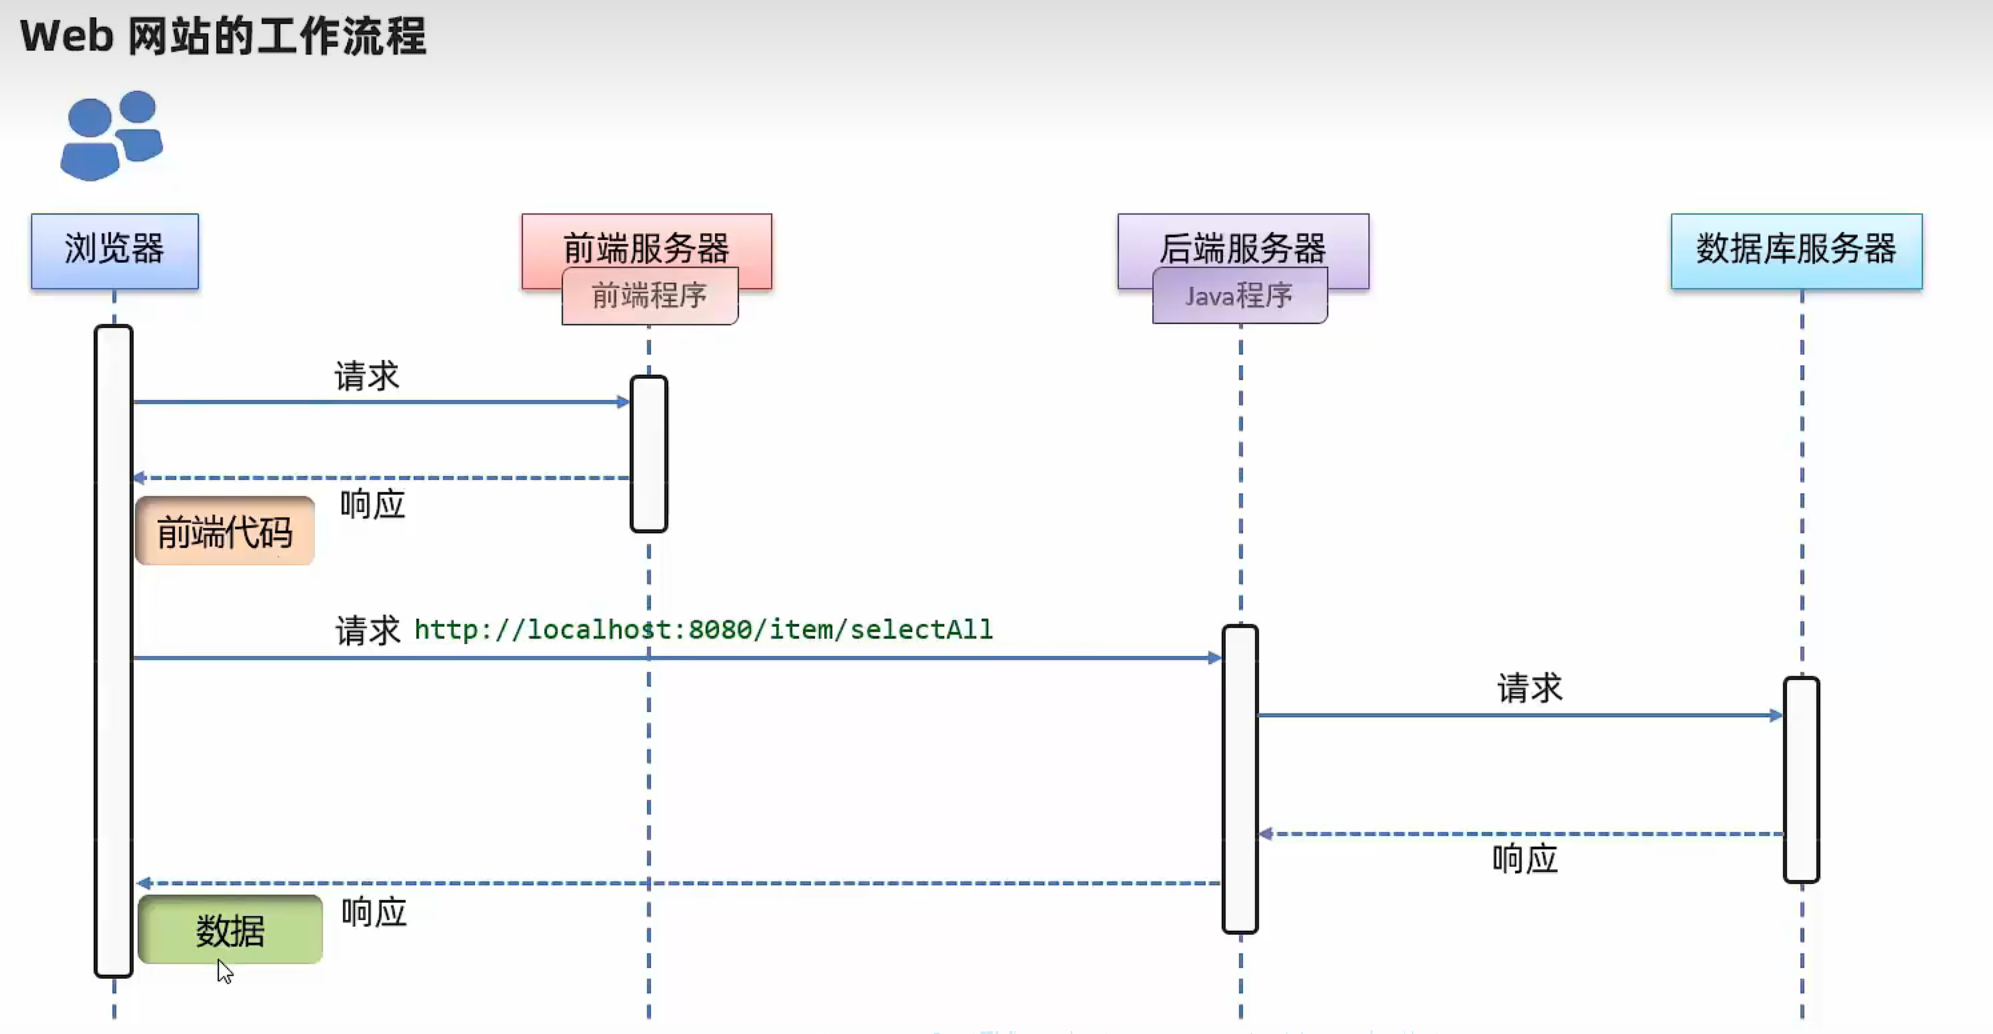 Web 网站的工作流程
浏览器
前端服务器
前端程序
后端服务器
Java程序
数据库服务器
请求
响应
前端代码
请求 http://localhost:8080/item/selectAll
请求
响应
响应
数据